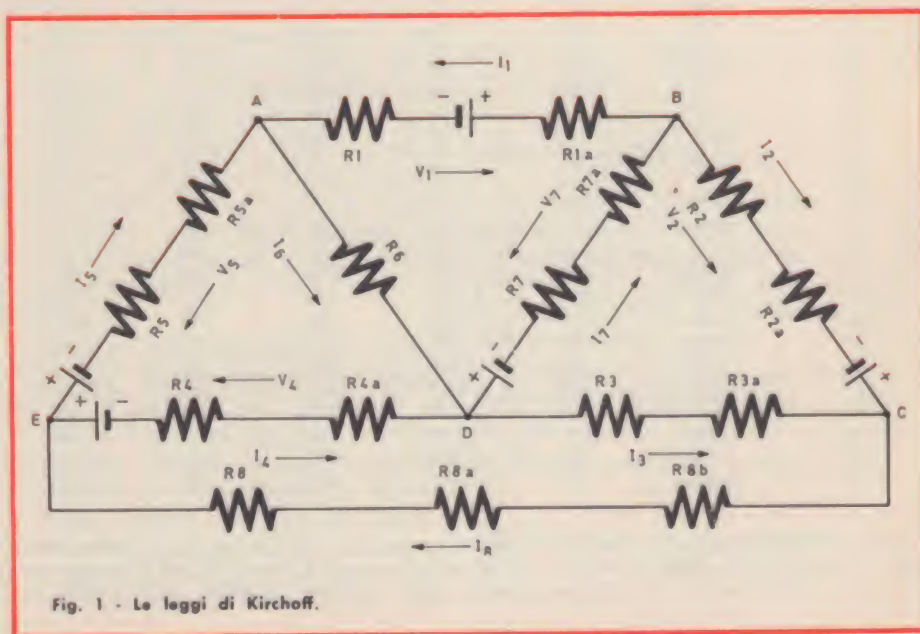 I1
A
B
- +
R1
R1a
V1
I2
R5a
R7a
V7
R2
V2
I5
V5
I6
R6
R5
R7
I7
R2a
- +
- +
- +
+ -
R4
V4
R4a
R3
R3a
E
D
C
I4
I3
R8
R8a
R8b
IR
Fig. 1 - Le leggi di Kirchoff.